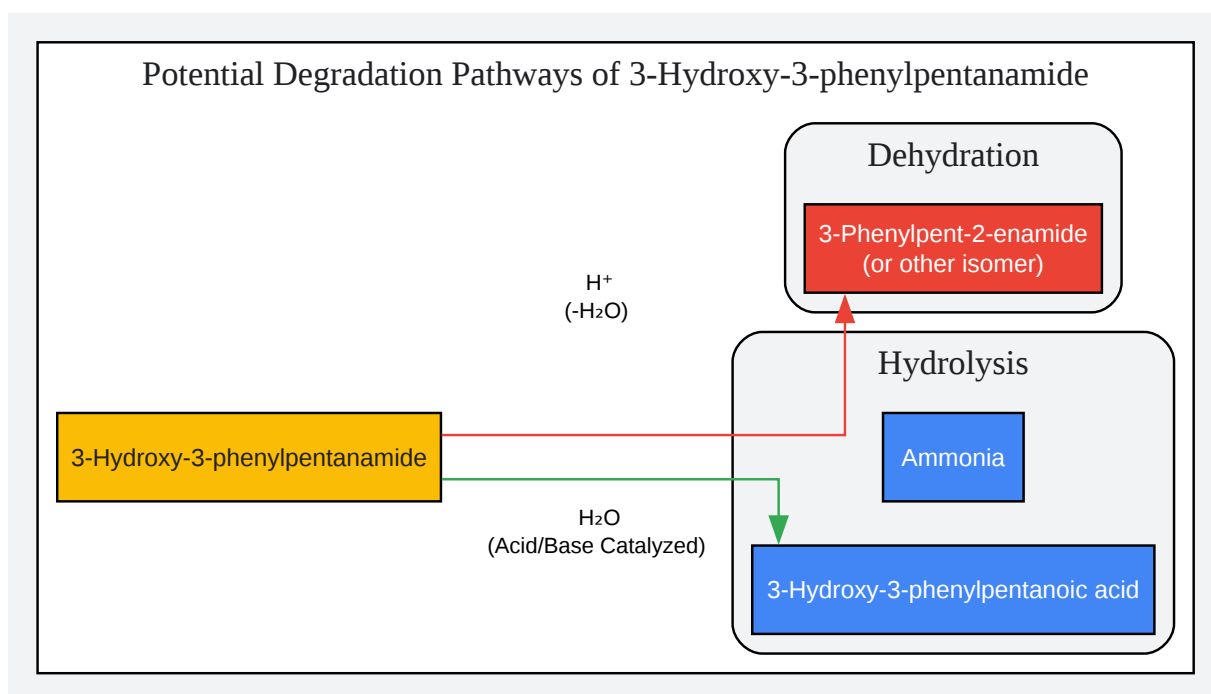 Potential Degradation Pathways of 3-Hydroxy-3-phenylpentanamide
Dehydration
3-Phenylpent-2-enamide
(or other isomer)
H⁺
(-H₂O)
Hydrolysis
3-Hydroxy-3-phenylpentanamide
Ammonia
H₂O
(Acid/Base Catalyzed)
3-Hydroxy-3-phenylpentanoic acid